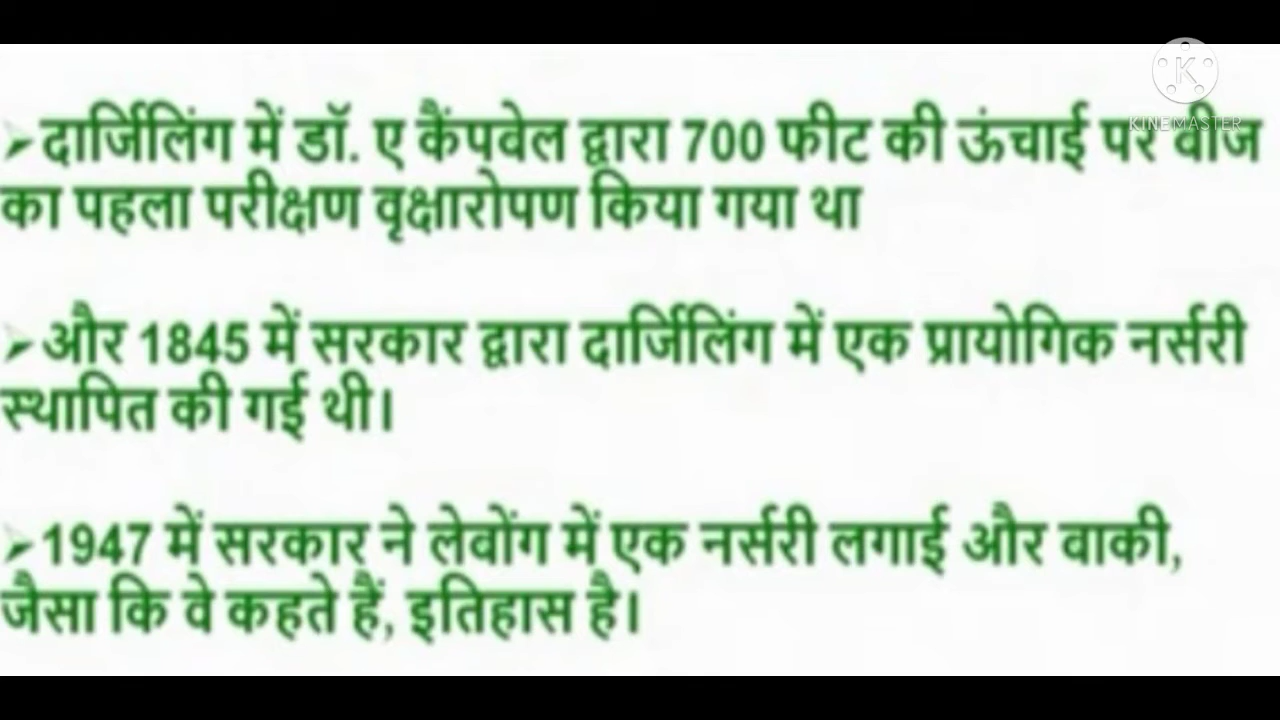 ➢दार्जिलिंग में डॉ. ए कैंपबेल द्वारा 700 फीट की ऊंचाई पर बीज
का पहला परीक्षण वृक्षारोपण किया गया था
➢और 1845 में सरकार द्वारा दार्जिलिंग में एक प्रायोगिक नर्सरी
स्थापित की गई थी।
➢1947 में सरकार ने लेबोंग में एक नर्सरी लगाई और बाकी,
जैसा कि वे कहते हैं, इतिहास है।
K
KINEMASTER